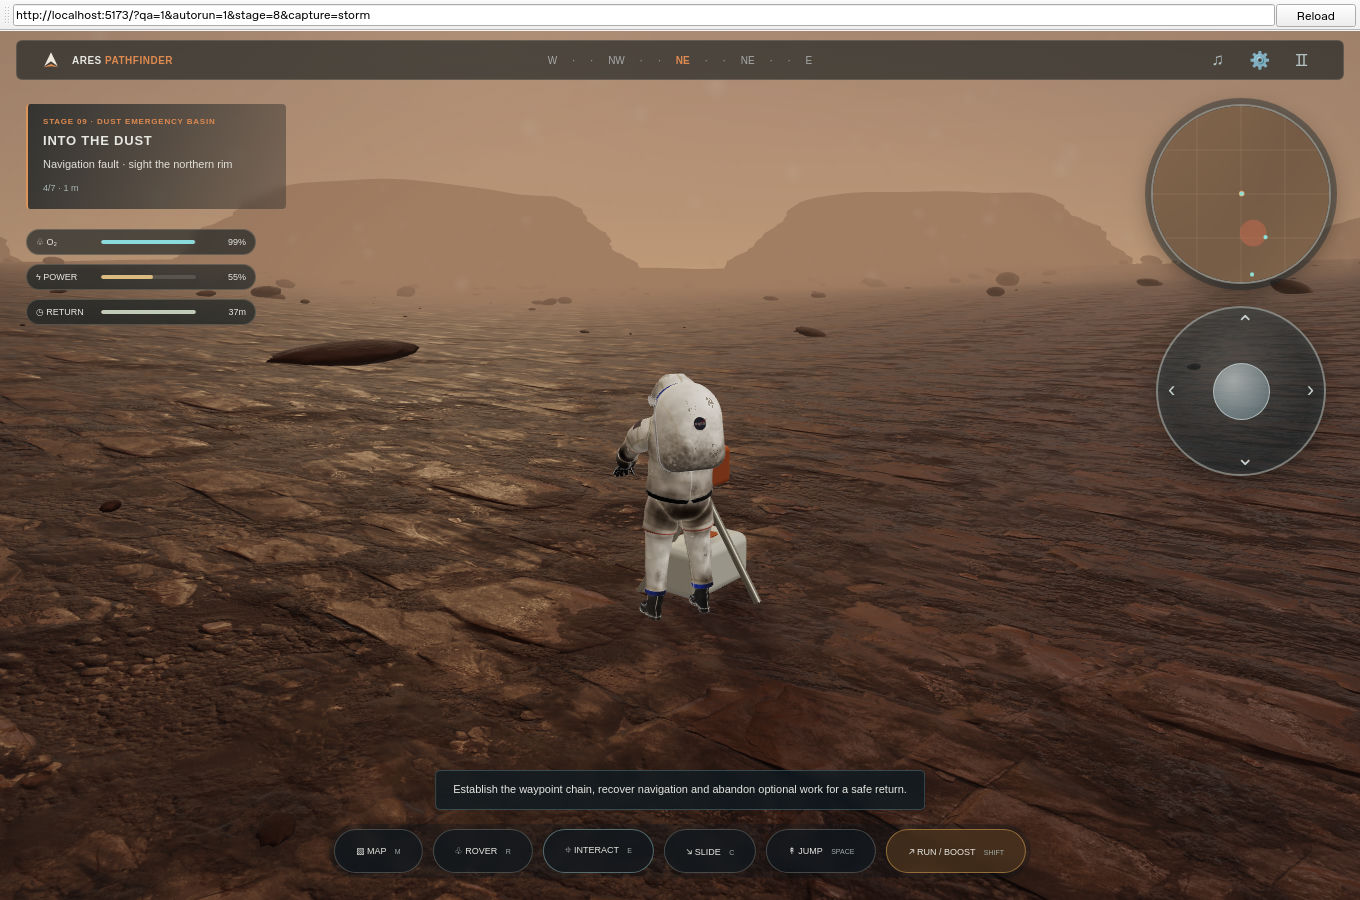 http://localhost:5173/?qa=1&autorun=1&stage=8&capture=storm
Reload
ARES PATHFINDER
W · · NW · · NE · · NE · · E
STAGE 09 · DUST EMERGENCY BASIN
INTO THE DUST
Navigation fault · sight the northern rim
4/7 · 1 m
O₂ 99%
POWER 55%
RETURN 37m
Establish the waypoint chain, recover navigation and abandon optional work for a safe return.
MAP M
ROVER R
INTERACT E
SLIDE C
JUMP SPACE
RUN / BOOST SHIFT